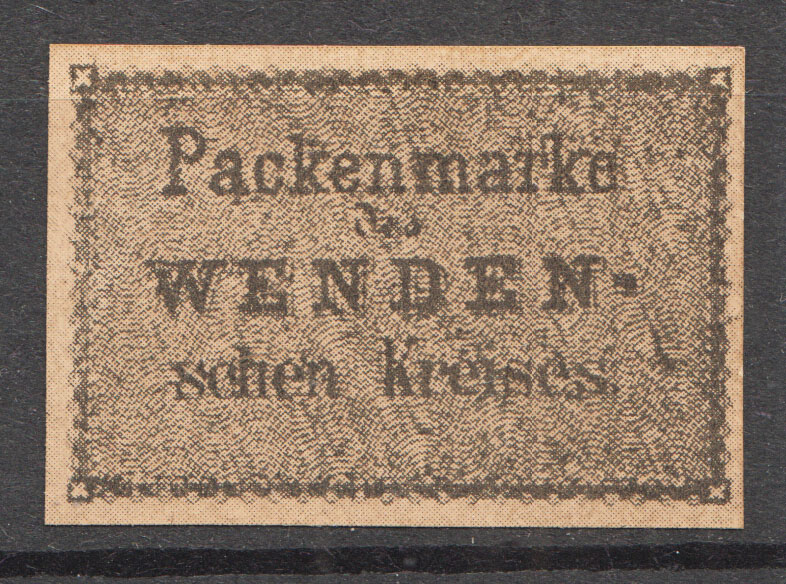 Packenmarke
des
WENDEN-
schen Kreises.